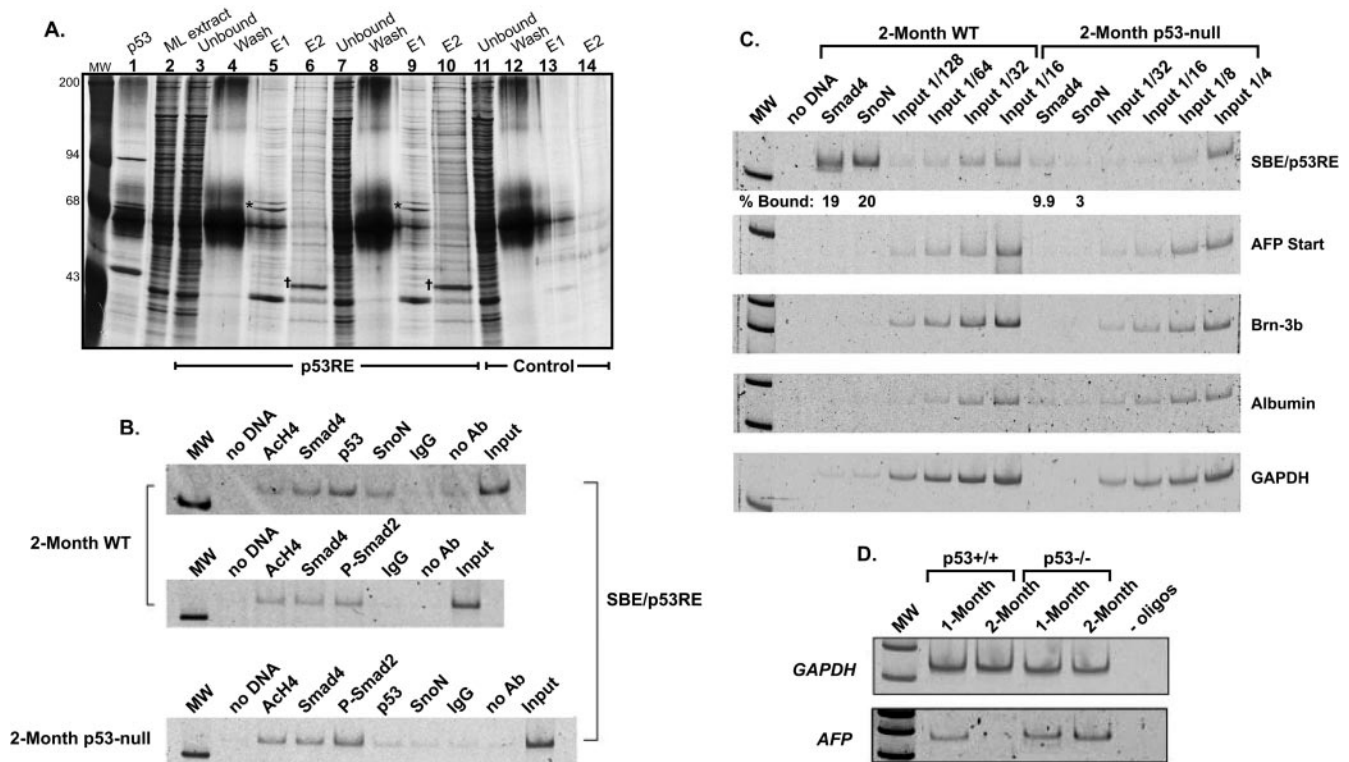 A.
p53 ML extract Unbound Wash E1 E2 Unbound Wash E1 E2 Unbound Wash E1 E2
MW 1 2 3 4 5 6 7 8 9 10 11 12 13 14
200
94
68
43
* *
† †
p53RE Control
B.
MW no DNA AcH4 Smad4 p53 SnoN IgG no Ab Input
2-Month WT
MW no DNA AcH4 Smad4 P-Smad2 IgG no Ab Input
SBE/p53RE
MW no DNA AcH4 Smad4 P-Smad2 p53 SnoN IgG no Ab Input
2-Month p53-null
C.
2-Month WT 2-Month p53-null
MW no DNA Smad4 SnoN Input 1/128 Input 1/64 Input 1/32 Input 1/16 Smad4 SnoN Input 1/32 Input 1/16 Input 1/8 Input 1/4
SBE/p53RE
% Bound: 19 20 9.9 3
AFP Start
Brn-3b
Albumin
GAPDH
D.
p53+/+ p53-/-
MW 1-Month 2-Month 1-Month 2-Month - oligos
GAPDH
AFP